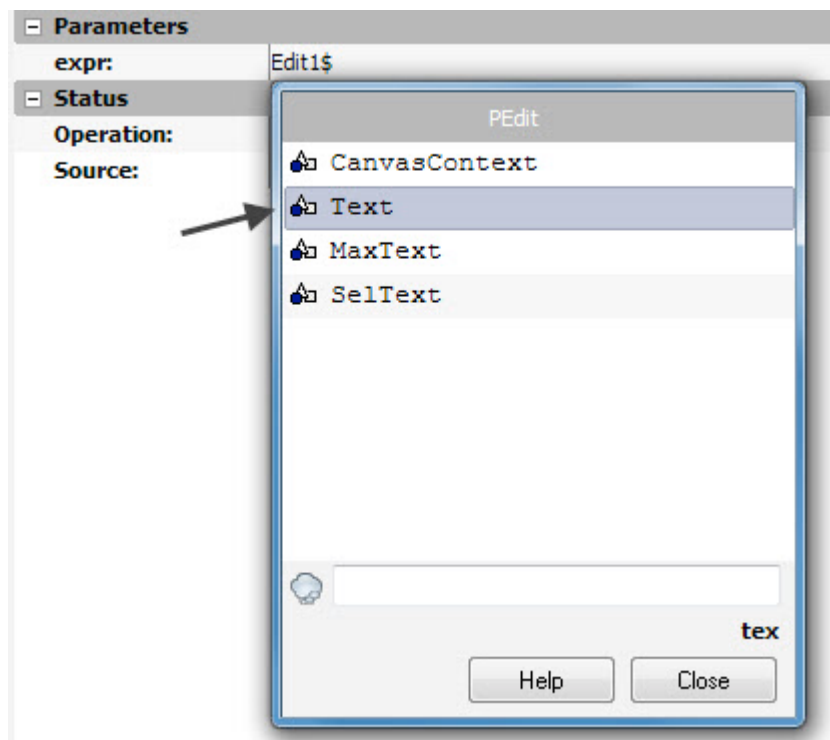 Parameters
expr: Edit1$
Status
PEdit
Operation:
CanvasContext
Source:
Text
MaxText
SelText
tex
Help Close